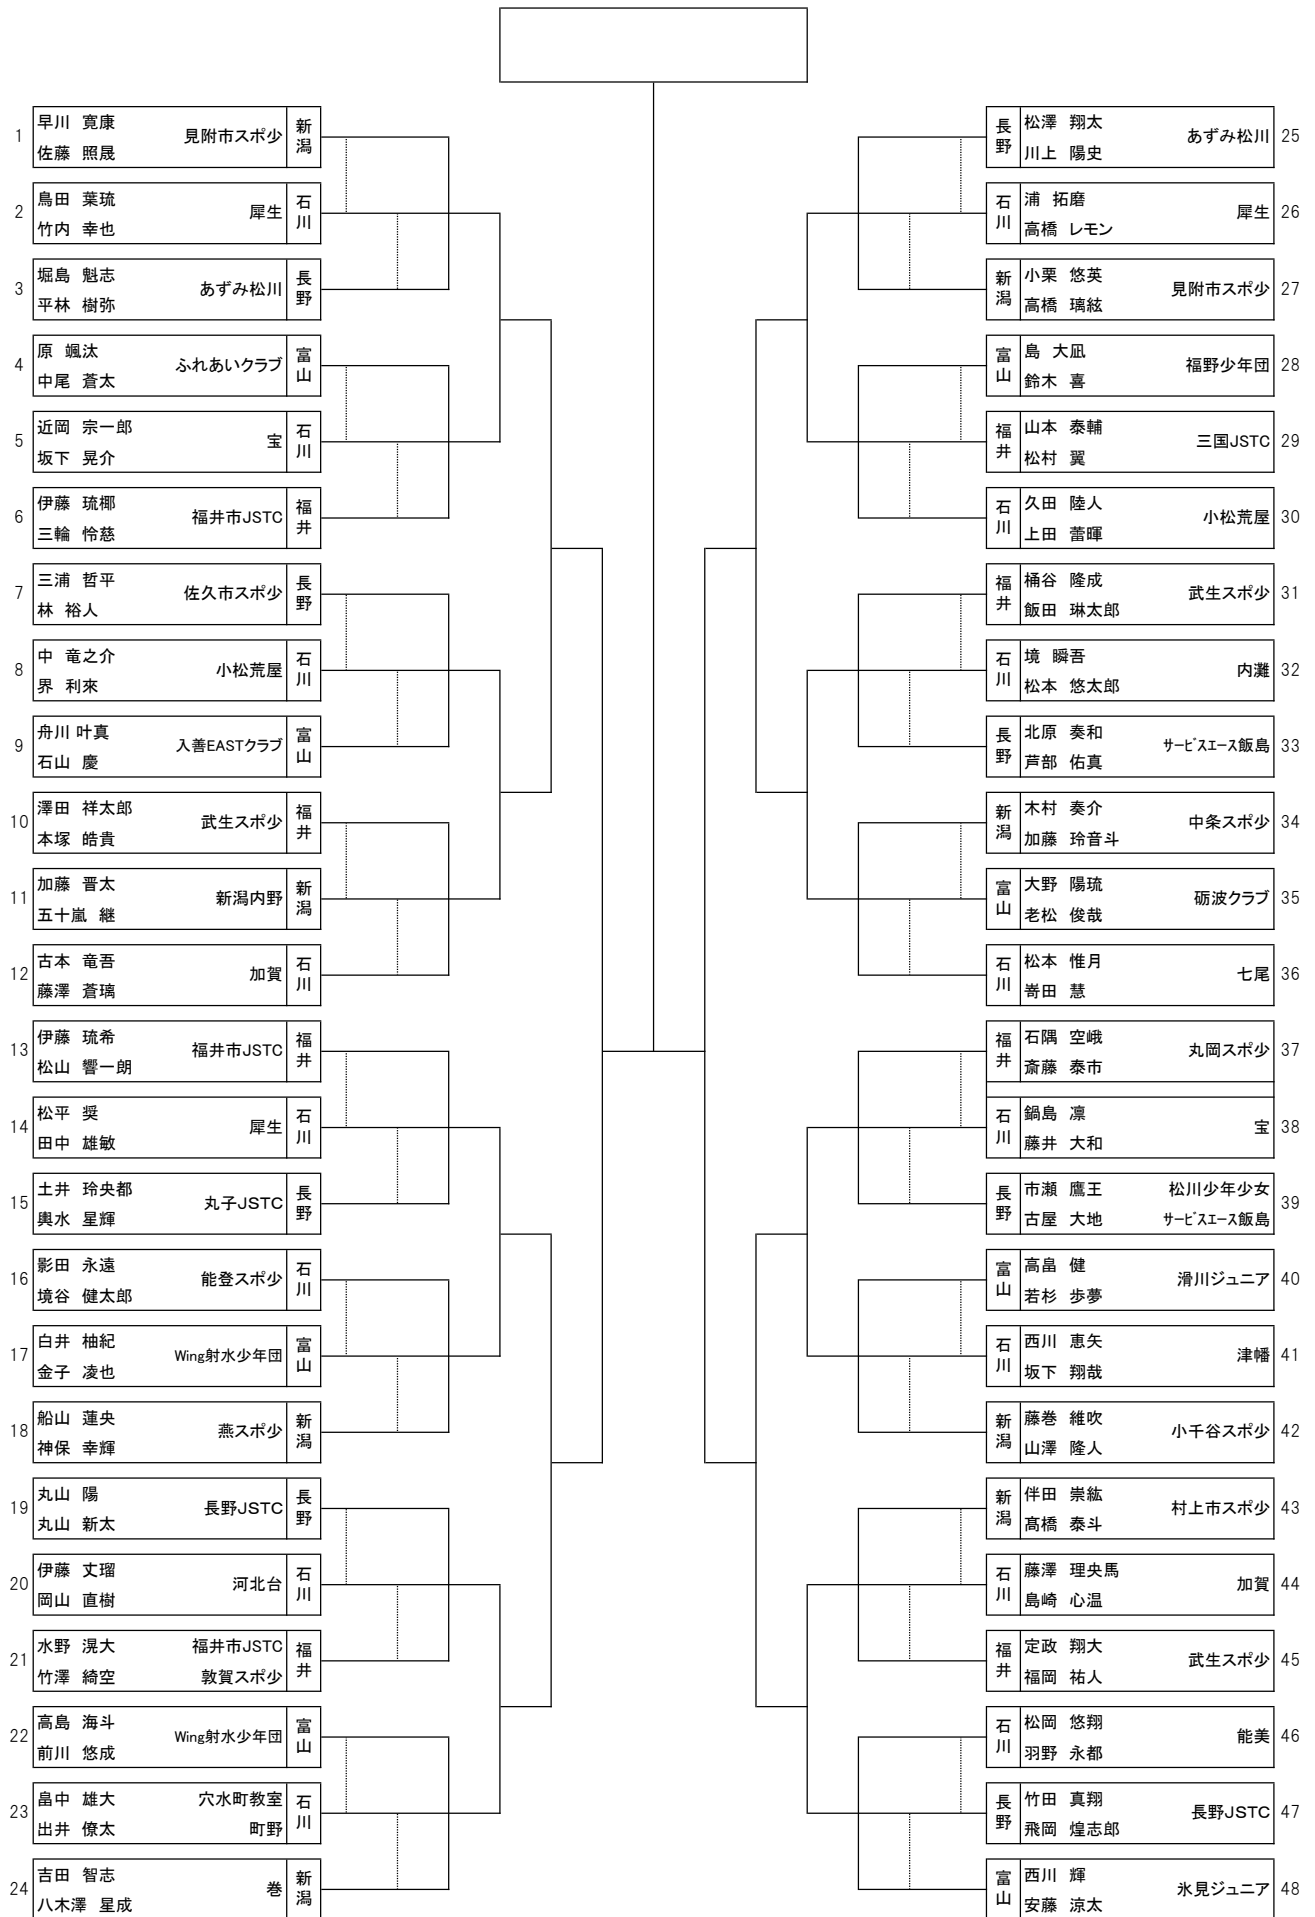 1 早川 寛康 見附市スポ少 新潟
佐藤 照晟
2 鳥田 葉琉 犀生 石川
竹内 幸也
3 堀島 魁志 あずみ松川 長野
平林 樹弥
4 原 颯汰 ふれあいクラブ 富山
中尾 蒼太
5 近岡 宗一郎 宝 石川
坂下 晃介
6 伊藤 琉椰 福井市JSTC 福井
三輪 怜慈
7 三浦 哲平 佐久市スポ少 長野
林 裕人
8 中 竜之介 小松荒屋 石川
界 利來
9 舟川 叶真 入善EASTクラブ 富山
石山 慶
10 澤田 祥太郎 武生スポ少 福井
本塚 皓貴
11 加藤 晋太 新潟内野 新潟
五十嵐 継
12 古本 竜吾 加賀 石川
藤澤 蒼璃
13 伊藤 琉希 福井市JSTC 福井
松山 響一朗
14 松平 奨 犀生 石川
田中 雄敏
15 土井 玲央都 丸子JSTC 長野
輿水 星輝
16 影田 永遠 能登スポ少 石川
境谷 健太郎
17 白井 柚紀 Wing射水少年団 富山
金子 凌也
18 船山 蓮央 燕スポ少 新潟
神保 幸輝
19 丸山 陽 長野JSTC 長野
丸山 新太
20 伊藤 丈瑠 河北台 石川
岡山 直樹
21 水野 滉大 福井市JSTC 福井
竹澤 綺空 敦賀スポ少
22 高島 海斗 Wing射水少年団 富山
前川 悠成
23 畠中 雄大 穴水町教室 石川
出井 僚太 町野
24 吉田 智志 巻 新潟
八木澤 星成
長野 松澤 翔太 あずみ松川 25
川上 陽史
石川 浦 拓磨 犀生 26
高橋 レモン
新潟 小栗 悠英 見附市スポ少 27
高橋 璃絃
富山 島 大凪 福野少年団 28
鈴木 喜
福井 山本 泰輔 三国JSTC 29
松村 翼
石川 久田 陸人 小松荒屋 30
上田 蕾暉
福井 桶谷 隆成 武生スポ少 31
飯田 琳太郎
石川 境 瞬吾 内灘 32
松本 悠太郎
長野 北原 奏和 サービスエース飯島 33
芦部 佑真
新潟 木村 奏介 中条スポ少 34
加藤 玲音斗
富山 大野 陽琉 砺波クラブ 35
老松 俊哉
石川 松本 惟月 七尾 36
嵜田 慧
福井 石隅 空峨 丸岡スポ少 37
斎藤 泰市
石川 鍋島 凛 宝 38
藤井 大和
長野 市瀬 鷹王 松川少年少女 39
古屋 大地 サービスエース飯島
富山 高畠 健 滑川ジュニア 40
若杉 歩夢
石川 西川 恵矢 津幡 41
坂下 翔哉
新潟 藤巻 維吹 小千谷スポ少 42
山澤 隆人
新潟 伴田 崇紘 村上市スポ少 43
髙橋 泰斗
石川 藤澤 理央馬 加賀 44
島崎 心温
福井 定政 翔大 武生スポ少 45
福岡 祐人
石川 松岡 悠翔 能美 46
羽野 永都
長野 竹田 真翔 長野JSTC 47
飛岡 煌志郎
富山 西川 輝 氷見ジュニア 48
安藤 涼太